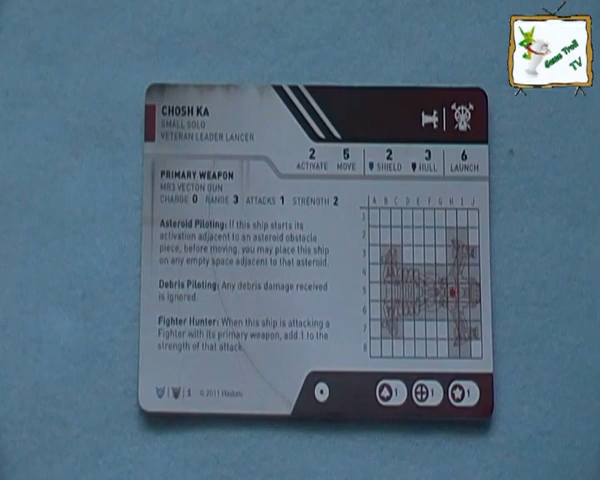 Game Troll
TV
CHOSH KA
SMALL SOLO
VETERAN LEADER LANCER
2 5 2 3 6
ACTIVATE MOVE SHIELD HULL LAUNCH
PRIMARY WEAPON
MR3 VECTON GUN
CHARGE 0 RANGE 3 ATTACKS 1 STRENGTH 2
Asteroid Piloting: If this ship starts its
activation adjacent to an asteroid obstacle
piece, before moving, you may place this ship
on any empty space adjacent to that asteroid.
Debris Piloting: Any debris damage received
is ignored.
Fighter Hunter: When this ship is attacking a
Fighter with its primary weapon, add 1 to the
strength of that attack.
A B C D E F G H I J
1
2
3
4
5
6
7
8
1 © 2011 Wadoru
1 1 1